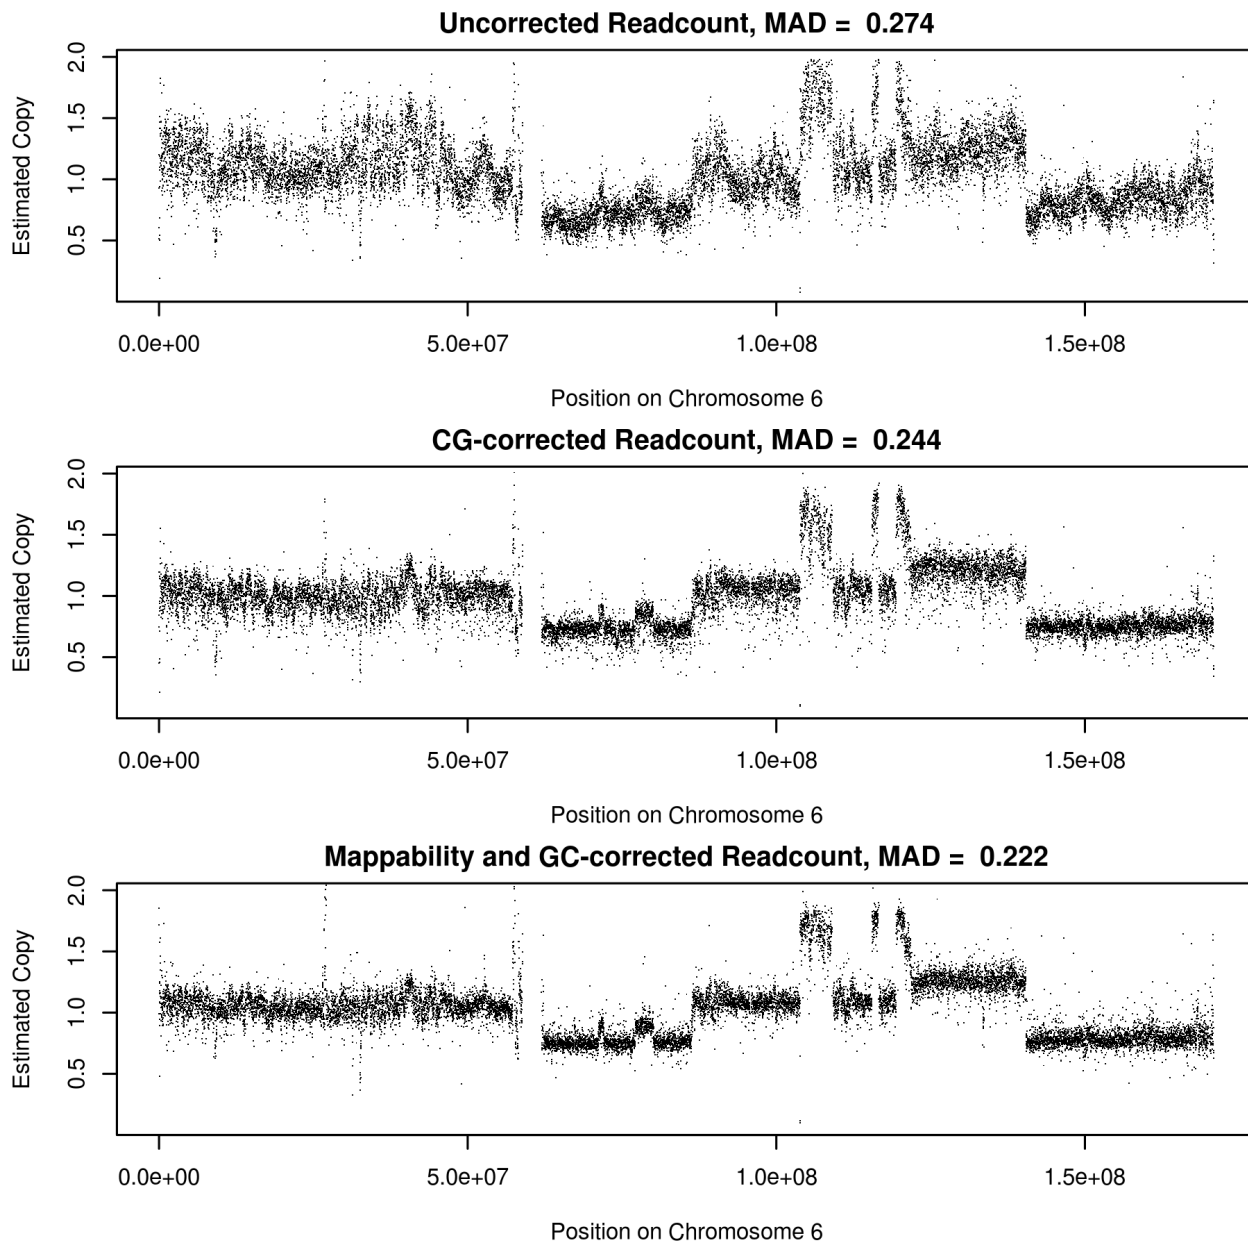 Uncorrected Readcount, MAD =  0.274
Estimated Copy
2.0
1.5
1.0
0.5
0.0e+00 5.0e+07 1.0e+08 1.5e+08
Position on Chromosome 6
CG-corrected Readcount, MAD =  0.244
Estimated Copy
2.0
1.5
1.0
0.5
0.0e+00 5.0e+07 1.0e+08 1.5e+08
Position on Chromosome 6
Mappability and GC-corrected Readcount, MAD =  0.222
Estimated Copy
2.0
1.5
1.0
0.5
0.0e+00 5.0e+07 1.0e+08 1.5e+08
Position on Chromosome 6